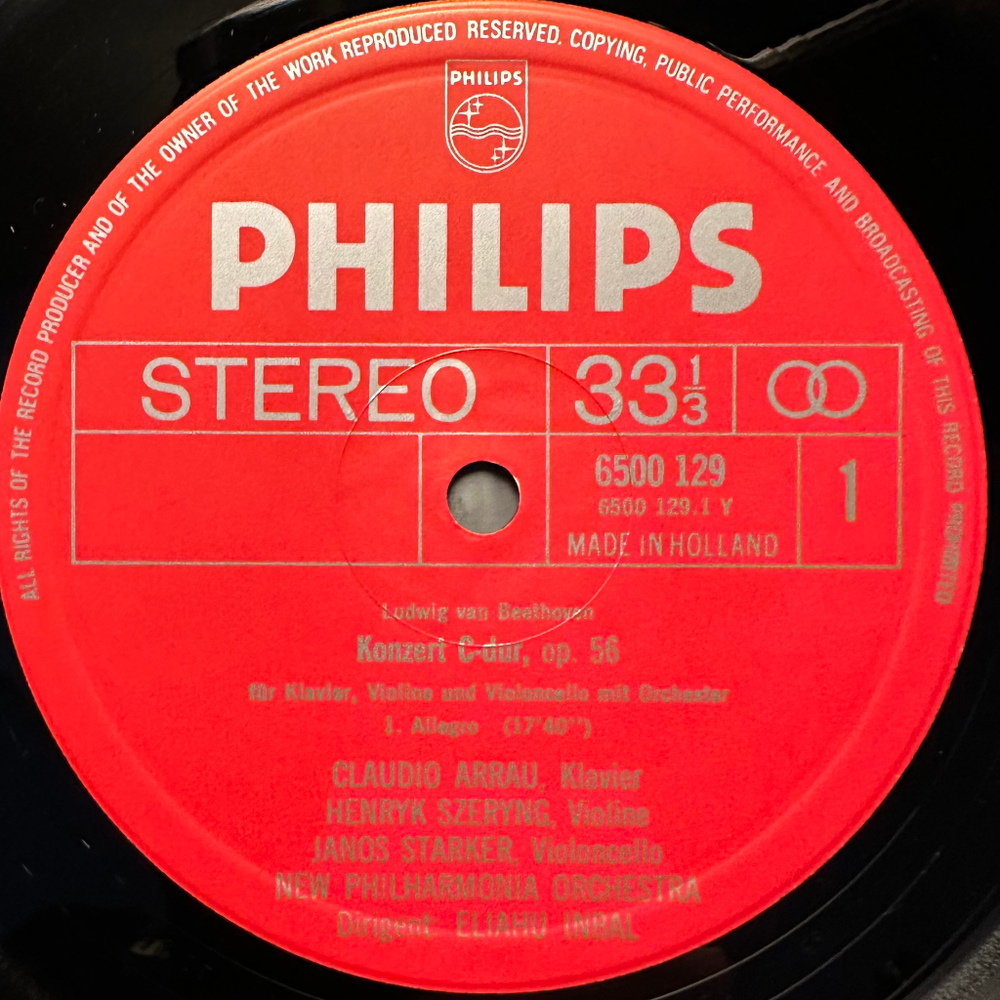 ALL RIGHTS OF THE RECORD PRODUCER AND OF THE OWNER OF THE WORK REPRODUCED RESERVED. COPYING, PUBLIC PERFORMANCE AND BROADCASTING OF THIS RECORD PROHIBITED
PHILIPS
PHILIPS
STEREO 33 1/3
6500 129 1
6500 129.1 Y
MADE IN HOLLAND
Ludwig van Beethoven
Konzert C-dur, op. 56
für Klavier, Violine und Violoncello mit Orchester
1. Allegro (17'40'')
CLAUDIO ARRAU, Klavier
HENRYK SZERYNG, Violine
JANOS STARKER, Violoncello
NEW PHILHARMONIA ORCHESTRA
Dirigent: ELIAHU INBAL